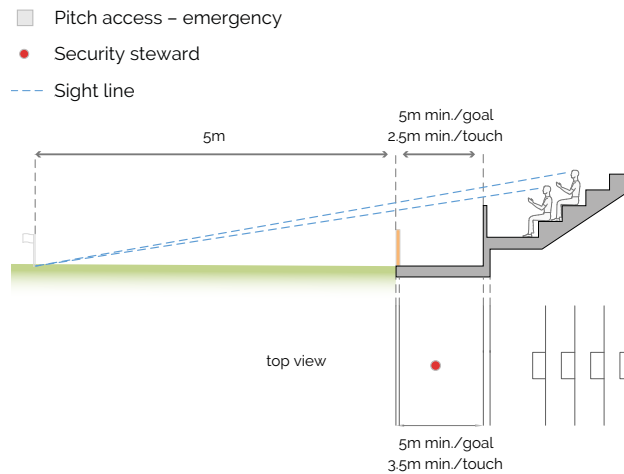 Pitch access – emergency
Security steward
Sight line
5m min./goal
5m
2.5m min./touch
top view
5m min./goal
3.5m min./touch